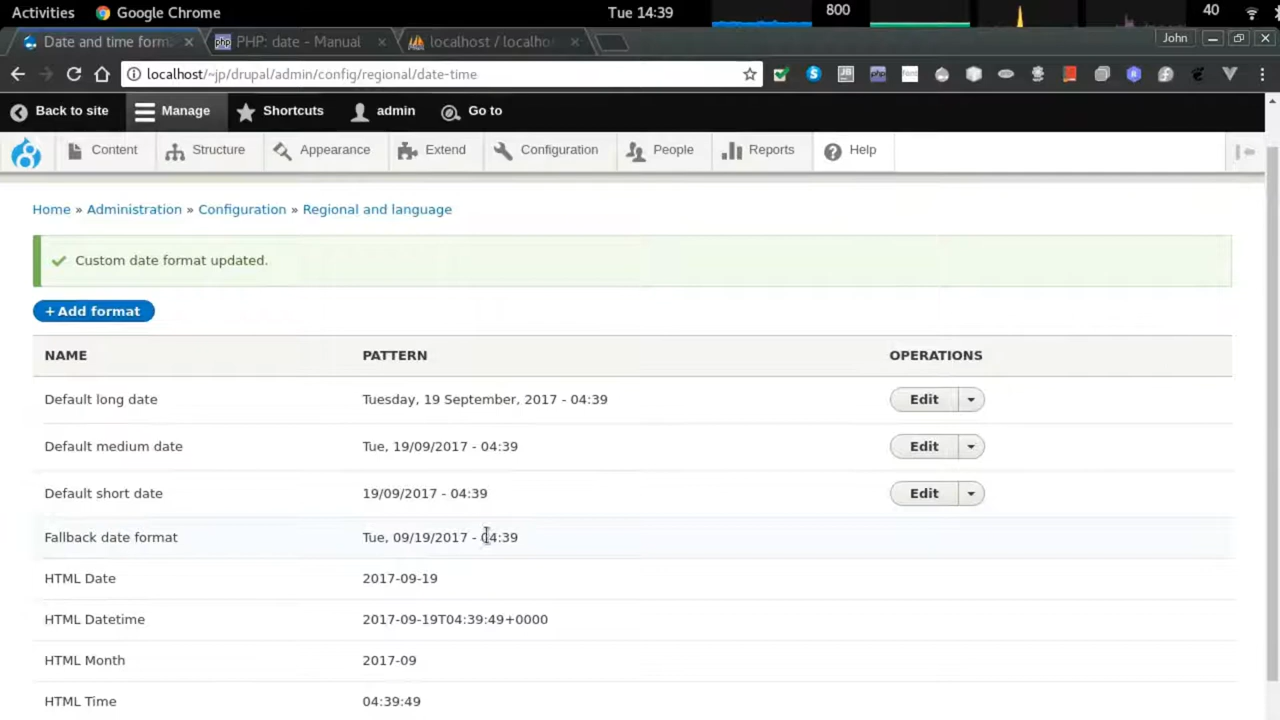 Activities Google Chrome Tue 14:39 800 40
Date and time form php PHP: date - Manual localhost / localho John
localhost/~jp/drupal/admin/config/regional/date-time
Back to site Manage Shortcuts admin Go to
Content Structure Appearance Extend Configuration People Reports Help
Home » Administration » Configuration » Regional and language
Custom date format updated.
+ Add format
NAME PATTERN OPERATIONS
Default long date Tuesday, 19 September, 2017 - 04:39 Edit
Default medium date Tue, 19/09/2017 - 04:39 Edit
Default short date 19/09/2017 - 04:39 Edit
Fallback date format Tue, 09/19/2017 - 04:39
HTML Date 2017-09-19
HTML Datetime 2017-09-19T04:39:49+0000
HTML Month 2017-09
HTML Time 04:39:49